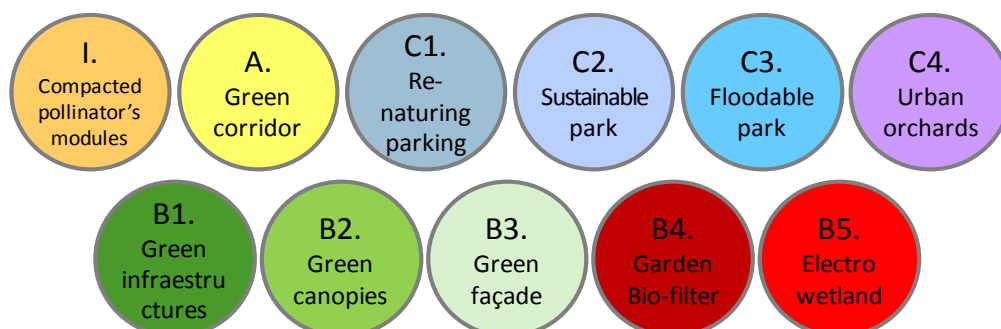 I.
Compacted
pollinator's
modules
A.
Green
corridor
C1.
Re-
naturing
parking
C2.
Sustainable
park
C3.
Floodable
park
C4.
Urban
orchards
B1.
Green
infraestru
ctures
B2.
Green
canopies
B3.
Green
façade
B4.
Garden
Bio-filter
B5.
Electro
wetland